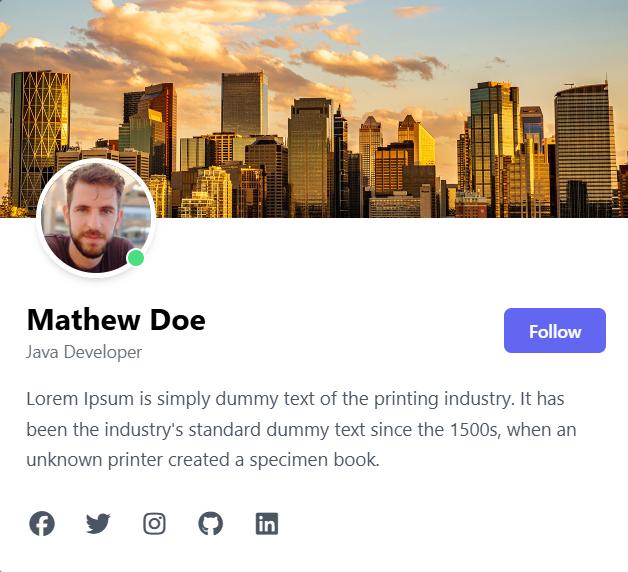 Mathew Doe
Follow
Java Developer
Lorem Ipsum is simply dummy text of the printing industry. It has
been the industry's standard dummy text since the 1500s, when an
unknown printer created a specimen book.